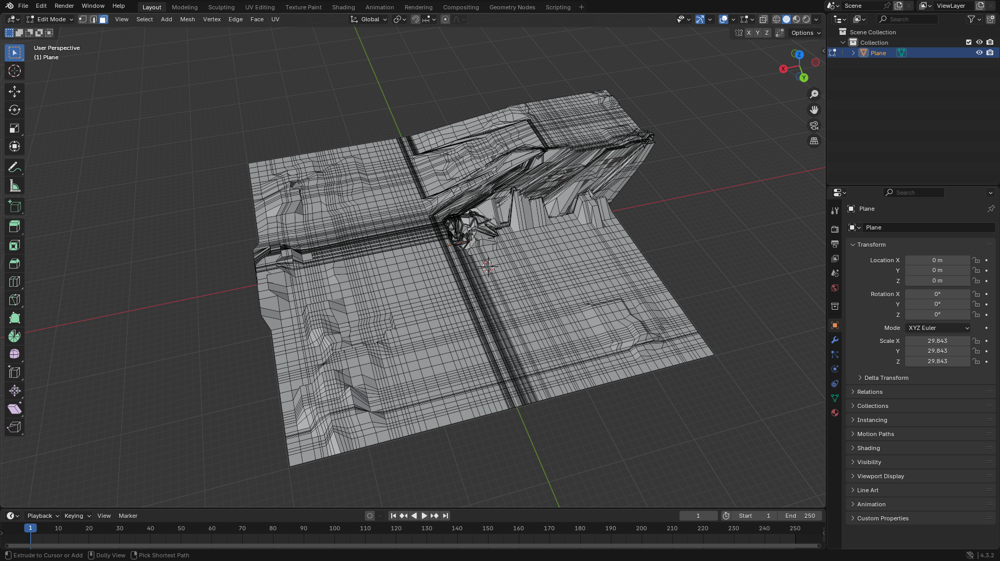 File Edit Render Window Help Layout Modeling Sculpting UV Editing Texture Paint Shading Animation Rendering Compositing Geometry Nodes Scripting + Scene ViewLayer
Edit Mode View Select Add Mesh Vertex Edge Face UV Global Search
X Y Z Options
User Perspective
(1) Plane
Z
X
Y
Scene Collection
Collection
Plane
Search
Plane
Plane
Transform
Location X 0 m
Y 0 m
Z 0 m
Rotation X 0°
Y 0°
Z 0°
Mode XYZ Euler
Scale X 29.843
Y 29.843
Z 29.843
Delta Transform
Relations
Collections
Instancing
Motion Paths
Shading
Visibility
Viewport Display
Line Art
Animation
Custom Properties
Playback Keying View Marker 1 Start 1 End 250
1 10 20 30 40 50 60 70 80 90 100 110 120 130 140 150 160 170 180 190 200 210 220 230 240 250
Extrude to Cursor or Add Dolly View Pick Shortest Path 4.3.2